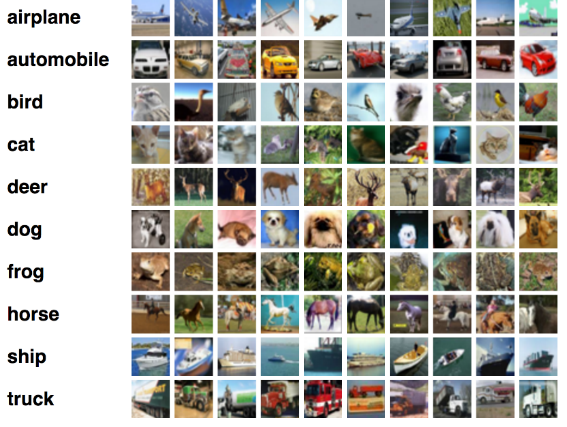 airplane
automobile
bird
cat
deer
dog
frog
horse
ship
truck